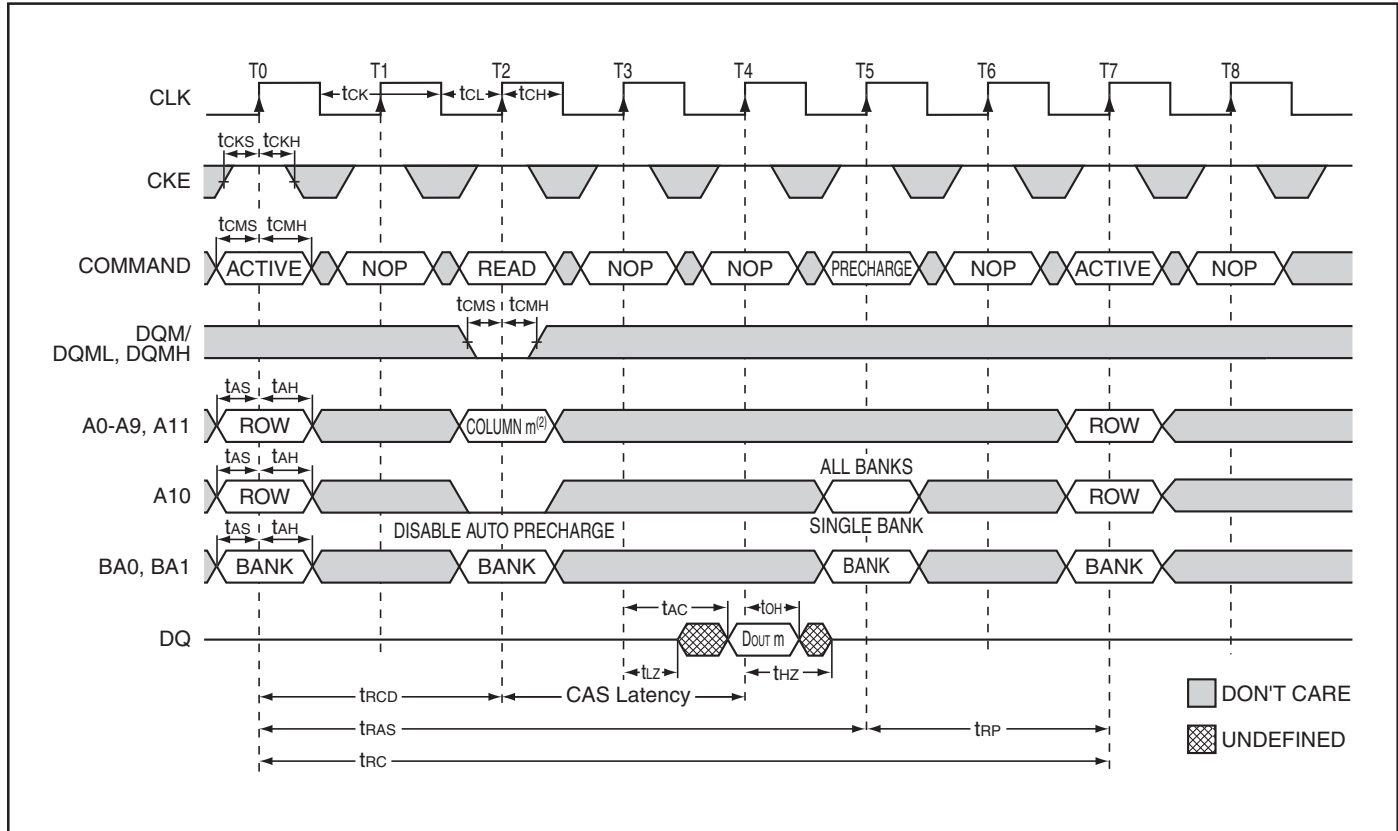 T0 T1 T2 T3 T4 T5 T6 T7 T8
CLK
tCK tCL tCH
tCKS tCKH
CKE
tCMS tCMH
COMMAND ACTIVE NOP READ NOP NOP PRECHARGE NOP ACTIVE NOP
tCMS tCMH
DQM/
DQML, DQMH
tAS tAH
A0-A9, A11 ROW COLUMN m(2) ROW
tAS tAH
ALL BANKS
A10 ROW ROW
DISABLE AUTO PRECHARGE SINGLE BANK
tAS tAH
BA0, BA1 BANK BANK BANK BANK
tAC tOH
DQ DOUT m
tLZ tHZ
tRCD CAS Latency
DON'T CARE
tRAS tRP
UNDEFINED
tRC